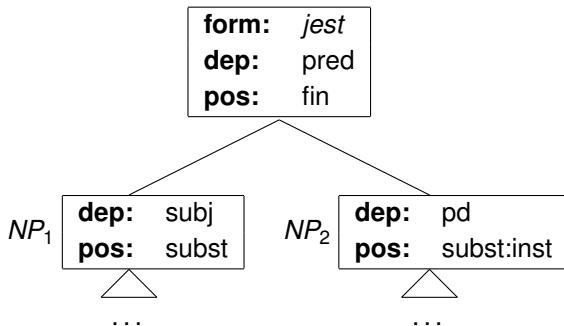 form: jest
dep: pred
pos: fin
NP1 dep: subj
pos: subst
NP2 dep: pd
pos: subst:inst
...
...